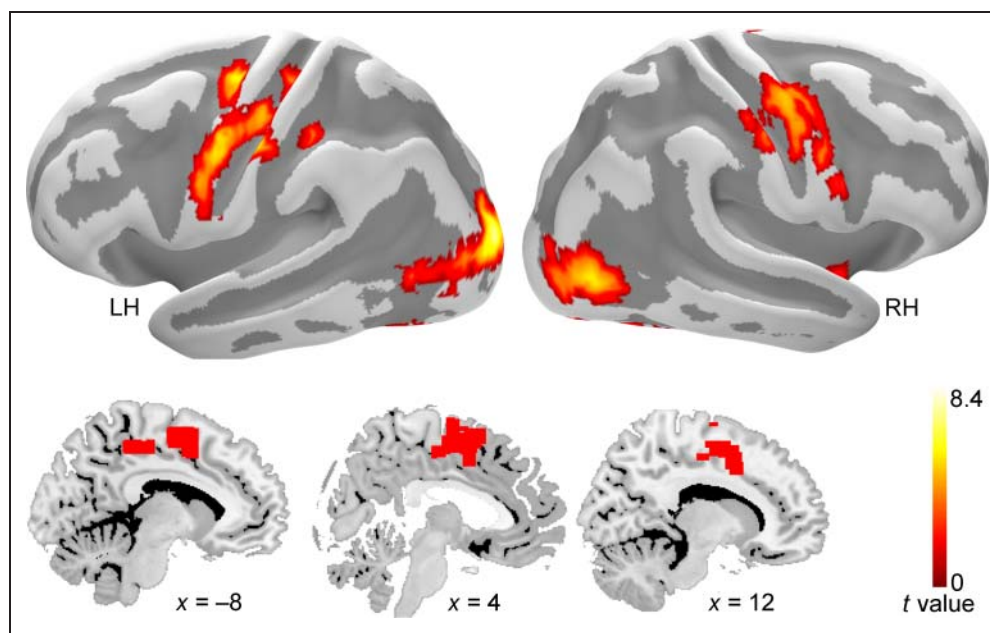 LH
RH
8.4
0
t value
x = –8
x = 4
x = 12